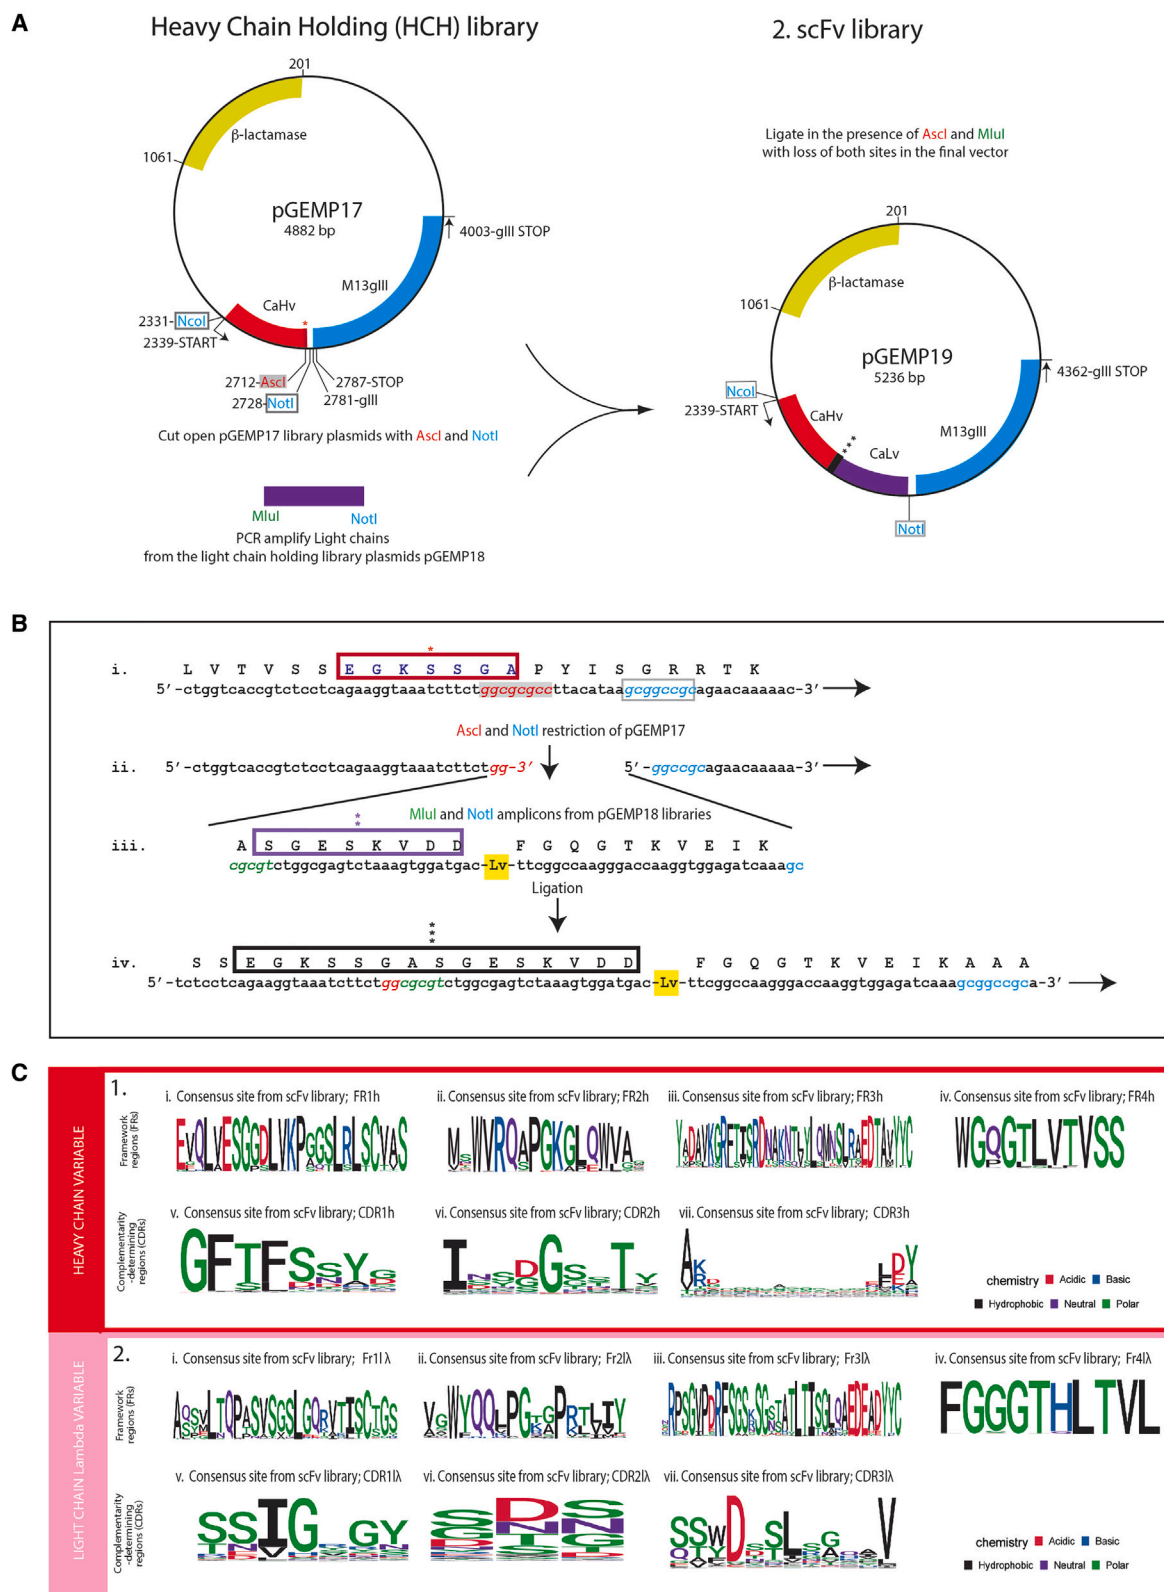 A
Heavy Chain Holding (HCH) library
2. scFv library
201
β-lactamase
1061
pGEMP17
4882 bp
4003-gIII STOP
M13gIII
CaHv
*
2331-NcoI
2339-START
2712-AscI
2728-NotI
2787-STOP
2781-gIII
Cut open pGEMP17 library plasmids with AscI and NotI
MluI
NotI
PCR amplify Light chains
from the light chain holding library plasmids pGEMP18
Ligate in the presence of AscI and MluI
with loss of both sites in the final vector
201
β-lactamase
1061
pGEMP19
5236 bp
4362-gIII STOP
NcoI
2339-START
CaHv
***
CaLv
M13gIII
NotI
B
*
i. L V T V S S E G K S S G A P Y I S G R R T K
5'-ctggtcaccgtctcctcagaaggtaaatcttctggcgcgccttacataagcggccgcagaacaaaaac-3'
AscI and NotI restriction of pGEMP17
ii. 5'-ctggtcaccgtctcctcagaaggtaaatcttctgg-3' 5'-ggccgcagaacaaaaa-3'
MluI and NotI amplicons from pGEMP18 libraries
**
iii. A S G E S K V D D F G Q G T K V E I K
cgcgtctggcgagtctaaagtggatgac-Lv-ttcggccaagggaccaaggtggagatcaaagc
Ligation
***
iv. S S E G K S S G A S G E S K V D D F G Q G T K V E I K A A A
5'-tctcctcagaaggtaaatcttctggcgcgtctggcgagtctaaagtggatgac-Lv-ttcggccaagggaccaaggtggagatcaaagcggccgca-3'
C
HEAVY CHAIN VARIABLE
1.
Framework
regions (FRs)
i. Consensus site from scFv library; FR1h
ii. Consensus site from scFv library; FR2h
iii. Consensus site from scFv library; FR3h
iv. Consensus site from scFv library; FR4h
EVQLVESGGDLVKPGGSLRLSCVAS
WGQGTLVTVSS
Complementarity
-determining
regions (CDRs)
v. Consensus site from scFv library; CDR1h
vi. Consensus site from scFv library; CDR2h
vii. Consensus site from scFv library; CDR3h
chemistry
Acidic
Basic
Hydrophobic
Neutral
Polar
LIGHT CHAIN Lambda VARIABLE
2.
Framework
regions (FRs)
i. Consensus site from scFv library; Fr1l λ
ii. Consensus site from scFv library; Fr2lλ
iii. Consensus site from scFv library; Fr3lλ
iv. Consensus site from scFv library; Fr4lλ
FGGGTHLTVL
Complementarity
-determining
regions (CDRs)
v. Consensus site from scFv library; CDR1lλ
vi. Consensus site from scFv library; CDR2lλ
vii. Consensus site from scFv library; CDR3lλ
chemistry
Acidic
Basic
Hydrophobic
Neutral
Polar